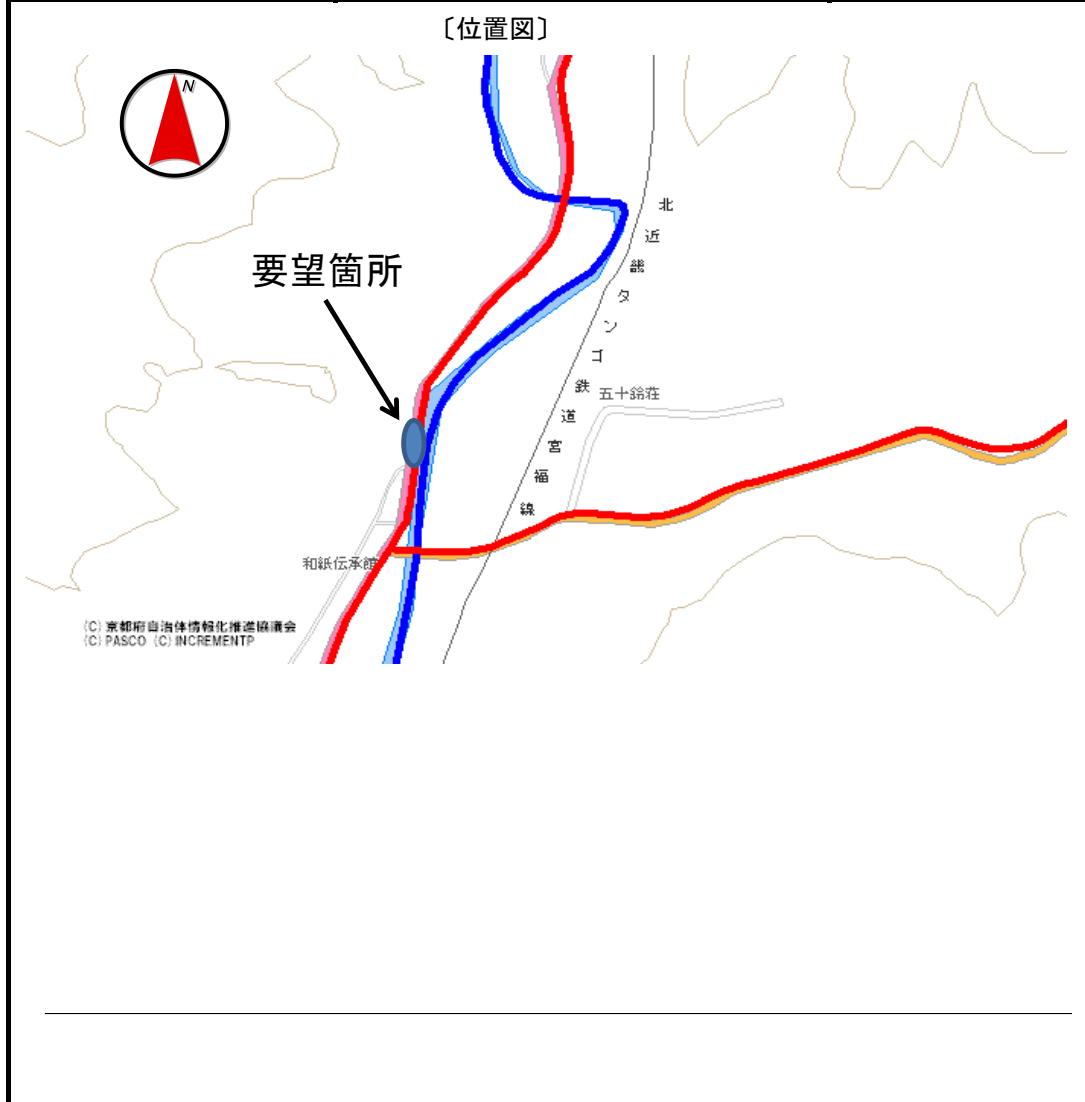 〔位置図〕
N
要望箇所
北近畿タンゴ鉄道宮福線
五十鈴荘
和紙伝承館
(C) 京都府自治体情報化推進協議会
(C) PASCO (C) INCREMENTP